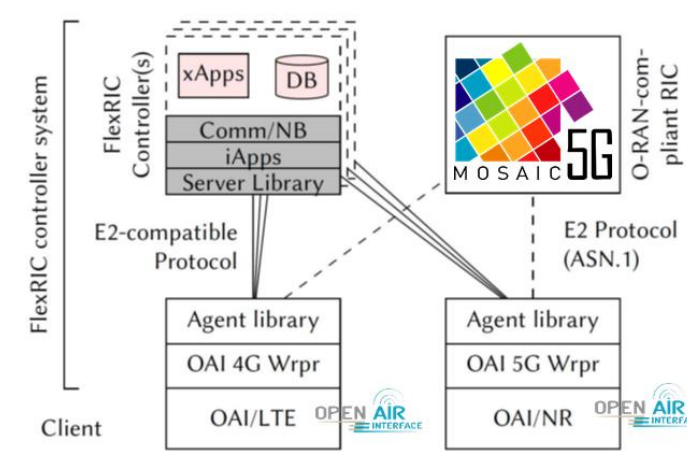 FlexRIC controller system
FlexRIC
Controller(s)
xApps
DB
Comm/NB
iApps
Server Library
MOSAIC 5G
O-RAN-com-
pliant RIC
E2-compatible
Protocol
E2 Protocol
(ASN.1)
Agent library
OAI 4G Wrpr
OAI/LTE
OPEN AIR
INTERFACE
Agent library
OAI 5G Wrpr
OAI/NR
OPEN AIR
INTERFA
Client